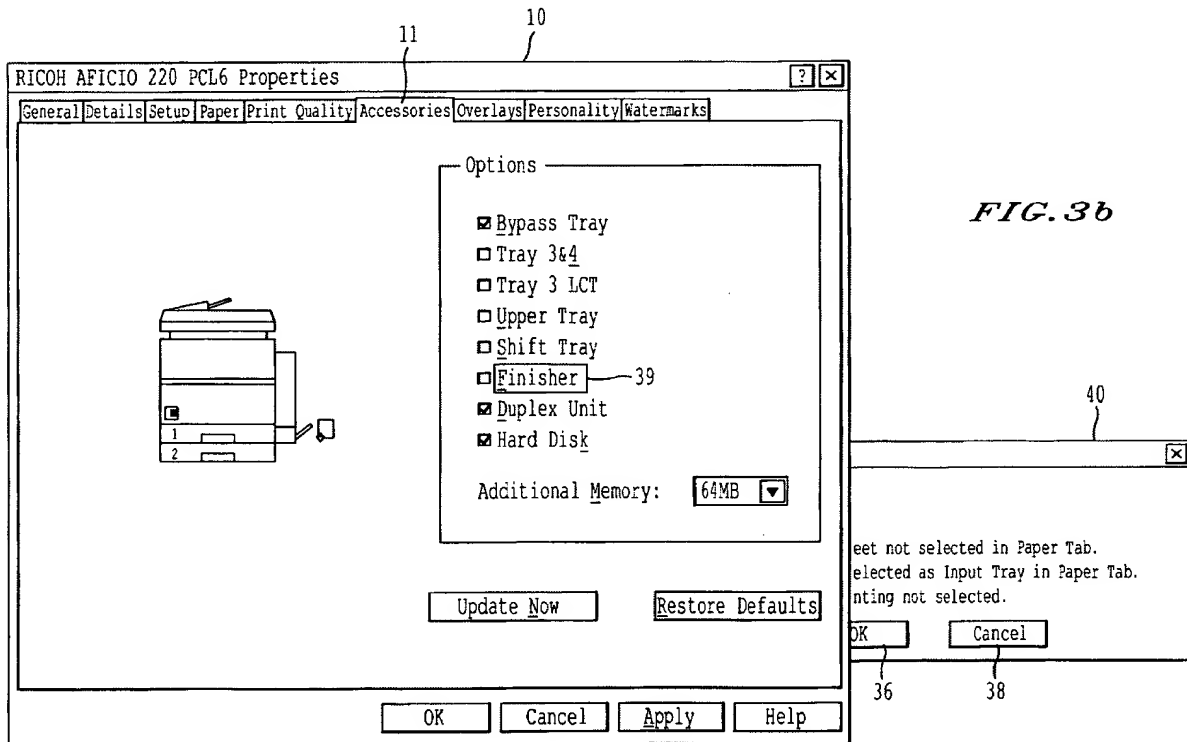 10
11
RICOH AFICIO 220 PCL6 Properties
? ×
General Details Setup Paper Print Quality Accessories Overlays Personality Watermarks
Options
Bypass Tray
Tray 3&4
Tray 3 LCT
Upper Tray
Shift Tray
Finisher
39
Duplex Unit
Hard Disk
Additional Memory: 64MB
Update Now
Restore Defaults
OK
Cancel
Apply
Help
1
2
FIG. 3b
40
×
eet not selected in Paper Tab.
elected as Input Tray in Paper Tab.
nting not selected.
OK
Cancel
36
38